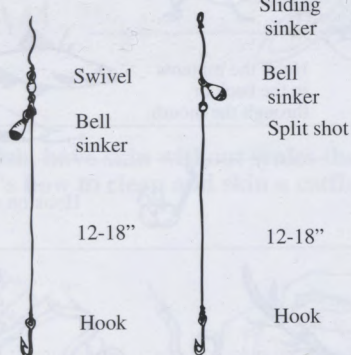 Swivel
Bell
sinker
12-18”
Hook
Sliding
sinker
Bell
sinker
Split shot
12-18”
Hook